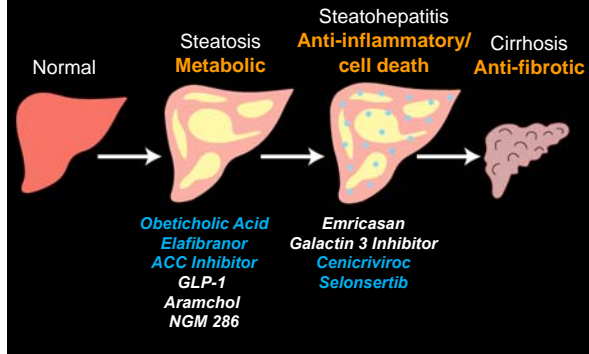 Normal
Steatosis
Metabolic
Steatohepatitis
Anti-inflammatory/
cell death
Cirrhosis
Anti-fibrotic
Obeticholic Acid
Elafibranor
ACC Inhibitor
GLP-1
Aramchol
NGM 286
Emricasan
Galactin 3 Inhibitor
Cenicriviroc
Selonsertib